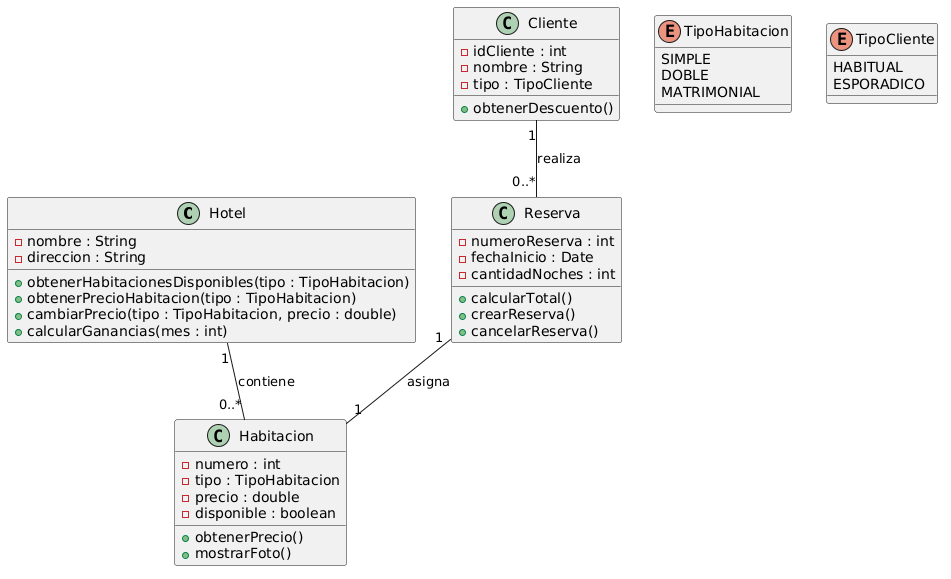 C Cliente
idCliente : int
nombre : String
tipo : TipoCliente
obtenerDescuento()
E TipoHabitacion
SIMPLE
DOBLE
MATRIMONIAL
E TipoCliente
HABITUAL
ESPORADICO
1
realiza
0..*
C Hotel
nombre : String
direccion : String
obtenerHabitacionesDisponibles(tipo : TipoHabitacion)
obtenerPrecioHabitacion(tipo : TipoHabitacion)
cambiarPrecio(tipo : TipoHabitacion, precio : double)
calcularGanancias(mes : int)
C Reserva
numeroReserva : int
fechaInicio : Date
cantidadNoches : int
calcularTotal()
crearReserva()
cancelarReserva()
1
contiene
0..*
1
asigna
1
C Habitacion
numero : int
tipo : TipoHabitacion
precio : double
disponible : boolean
obtenerPrecio()
mostrarFoto()